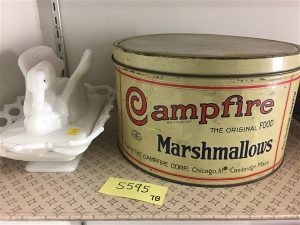 Campfire
THE ORIGINAL FOOD
Marshmallows
THE CAMPFIRE CORP. Chicago, Ill., Cambridge, Mass.
5595